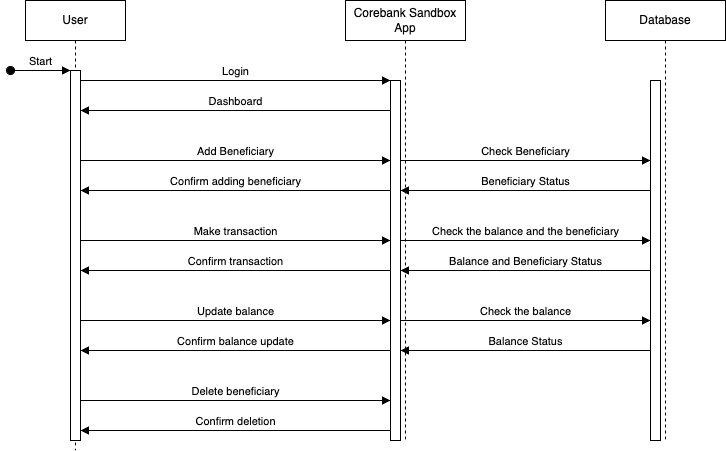 User
Corebank Sandbox
App
Database
Start
Login
Dashboard
Add Beneficiary
Check Beneficiary
Confirm adding beneficiary
Beneficiary Status
Make transaction
Check the balance and the beneficiary
Confirm transaction
Balance and Beneficiary Status
Update balance
Check the balance
Confirm balance update
Balance Status
Delete beneficiary
Confirm deletion